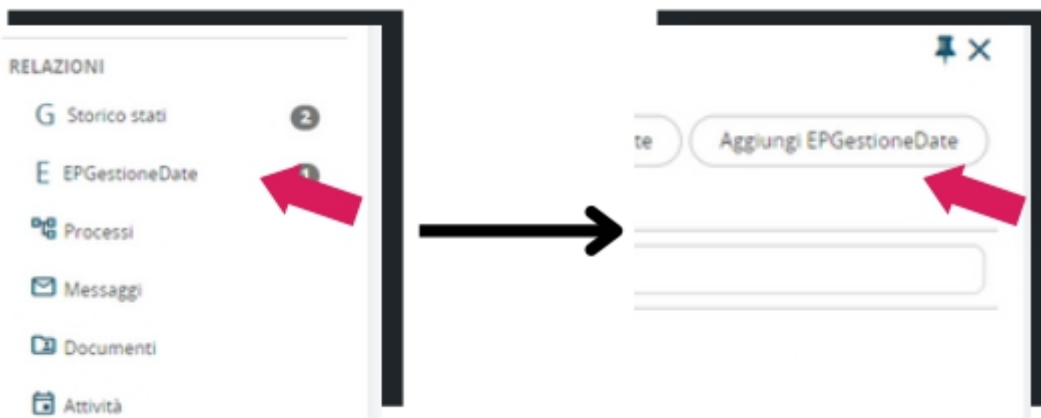 RELAZIONI
G Storico stati 2
E EPGestioneDate
Processi
Messaggi
Documenti
Attività
te
Aggiungi EPGestioneDate